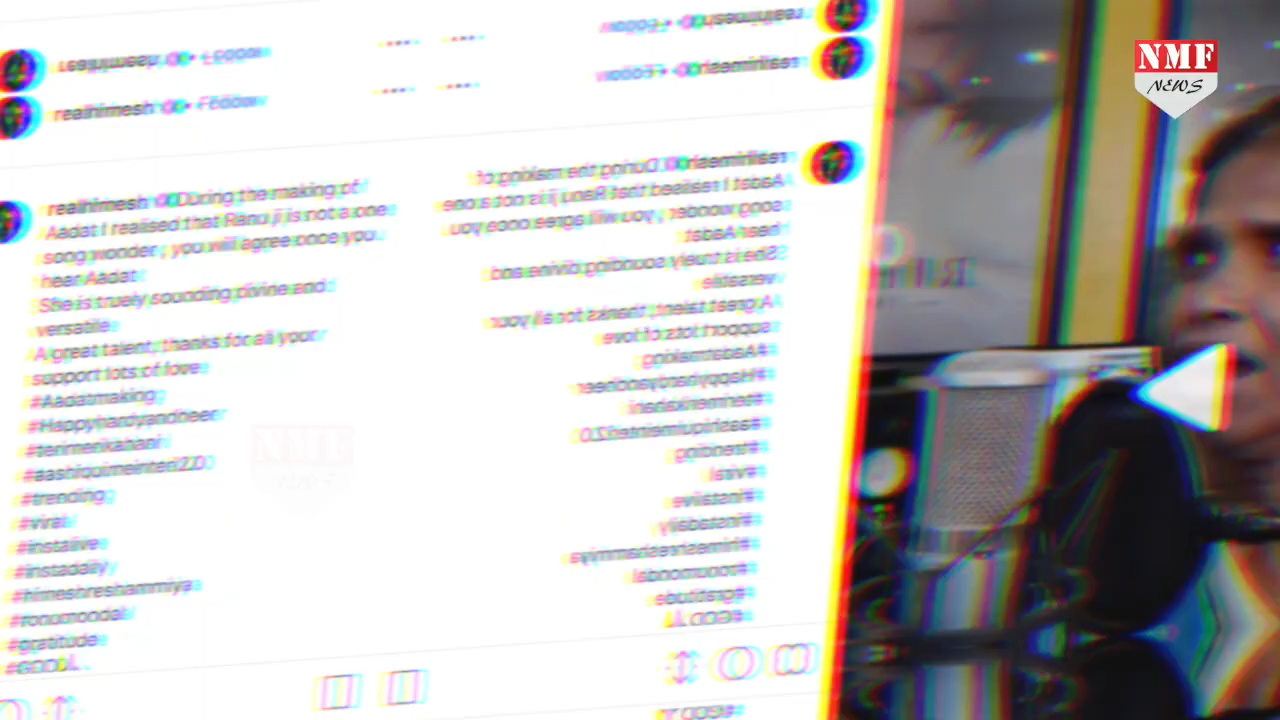 NMF
NEWS
realhimesh • Follow
realhimesh During the making of
Aadat I realised that Ranu ji is not a one
song wonder , you will agree once you
hear Aadat
She is truely sounding divine and
versatile
A great talent, thanks for all your
support lots of love
#Aadatmaking
#Happyhardyandheer
#terimerikahani
#aashiquimeinteri2.0
#trending
#viral
#instalive
#instadaily
#himeshreshammiya
#ranumondal
#gratitude